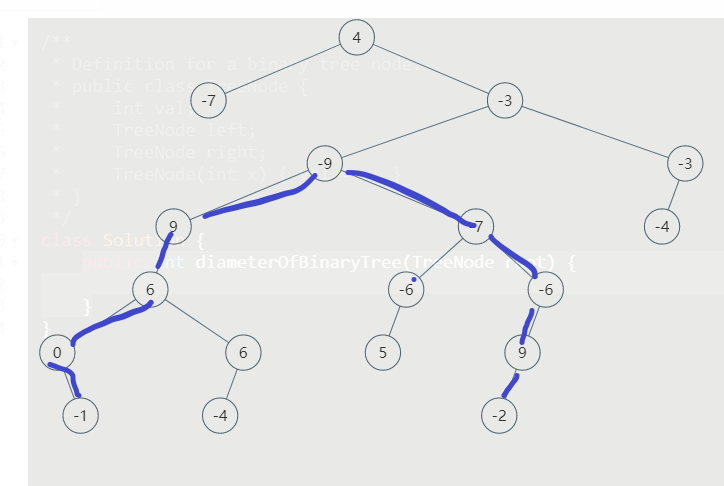 /**
4
* Definition for a binary tree node.
* public class TreeNode {
-7
-3
int val;
TreeNode left;
TreeNode right;
-9
-3
TreeNode(int x)
* }
*/
9
7
-4
class Solution {
int diameterOfBinaryTree(TreeNode root) {
6
-6
-6
}
}
0
6
5
9
-1
-4
-2